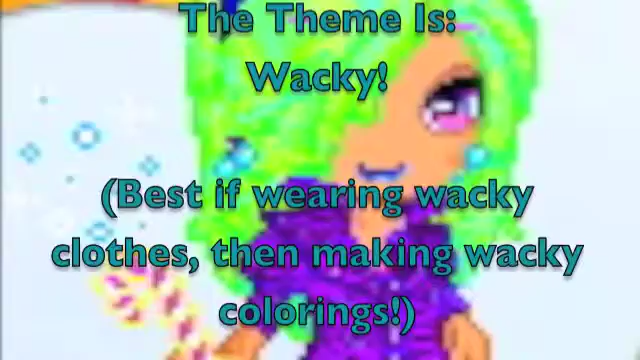 The Theme Is:
Wacky!
(Best if wearing wacky
clothes, then making wacky
colorings!)